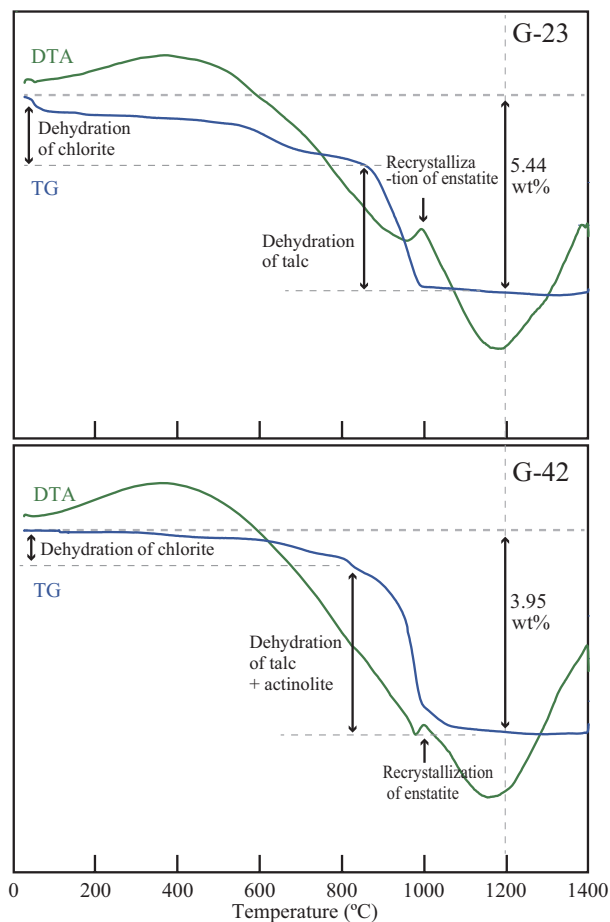 G-23
DTA
Dehydration
of chlorite
TG
Recrystalliza
-tion of enstatite
5.44
wt%
Dehydration
of talc
G-42
DTA
Dehydration of chlorite
TG
3.95
wt%
Dehydration
of talc
+ actinolite
Recrystallization
of enstatite
0 200 400 600 800 1000 1200 1400
Temperature (ºC)